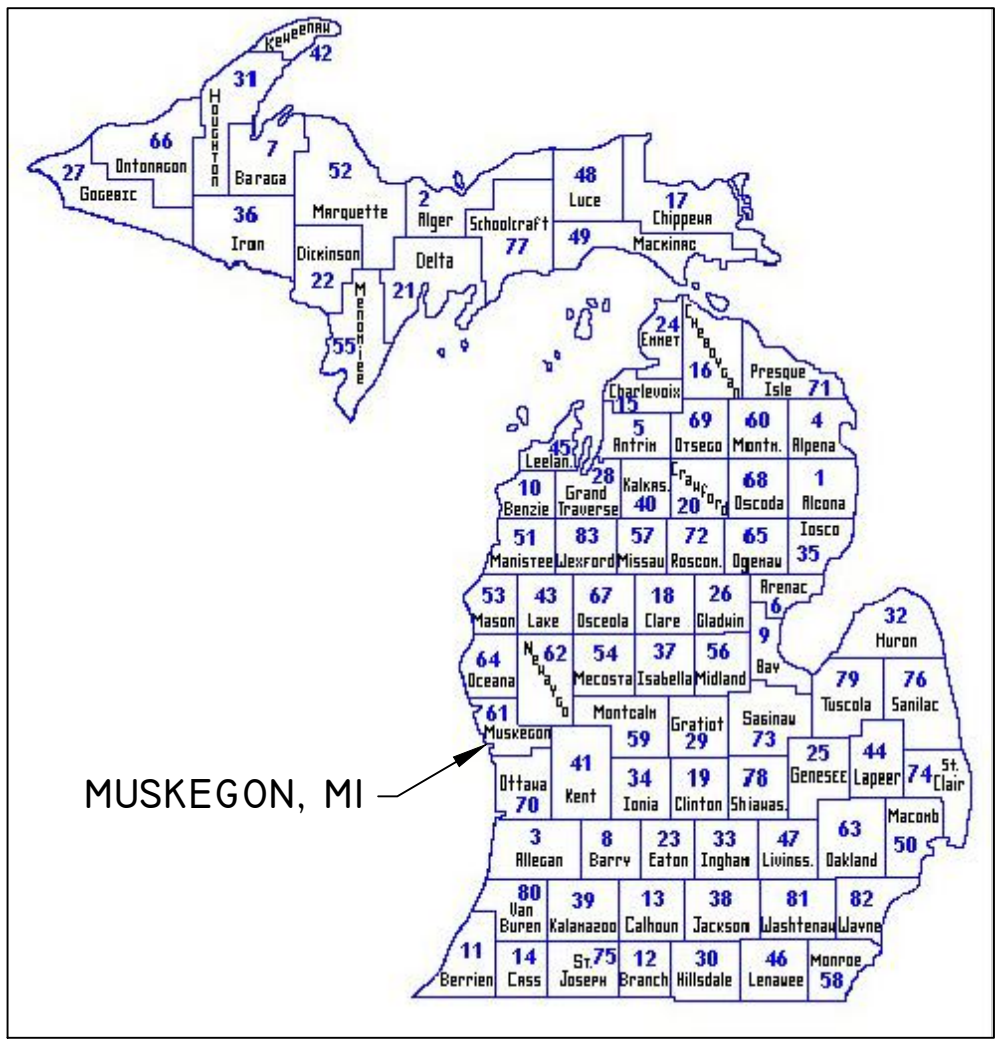 Keweenaw
42
31
Houghton
66
Ontonagon
7
Baraga
27
Gogebic
52
Marquette
36
Iron
Dickinson
22
2
Alger
Schoolcraft
77
48
Luce
17
Chippewa
49
Mackinac
Delta
21
Menomiee
55
24
Emmet
Cheboygan
16
Presque
Isle 71
Charlevoix
15
5
Antrim
69
Otsego
60
Montm.
4
Alpena
45
Leelan.
10
Benzie
28
Grand
Traverse
Kalkas.
40
Crawford
20
68
Oscoda
1
Alcona
51
Manistee
83
Wexford
57
Missau
72
Roscom.
65
Ogemaw
Iosco
35
53
Mason
43
Lake
67
Osceola
18
Clare
26
Gladwin
Arenac
6
32
Huron
64
Oceana
Newaygo
62
54
Mecosta
37
Isabella
56
Midland
9
Bay
79
Tuscola
76
Sanilac
61
Muskegon
Montcalm
59
Gratiot
29
Saginaw
73
25
Genesee
44
Lapeer
74 St.
Clair
MUSKEGON, MI
Ottawa
70
41
Kent
34
Ionia
19
Clinton
78
Shiawas.
3
Allegan
8
Barry
23
Eaton
33
Ingham
47
Livings.
63
Oakland
Macomb
50
80
Van
Buren
39
Kalamazoo
13
Calhoun
38
Jackson
81
Washtenaw
82
Wayne
11
Berrien
14
Cass
St. 75
Joseph
12
Branch
30
Hillsdale
46
Lenawee
Monroe
58